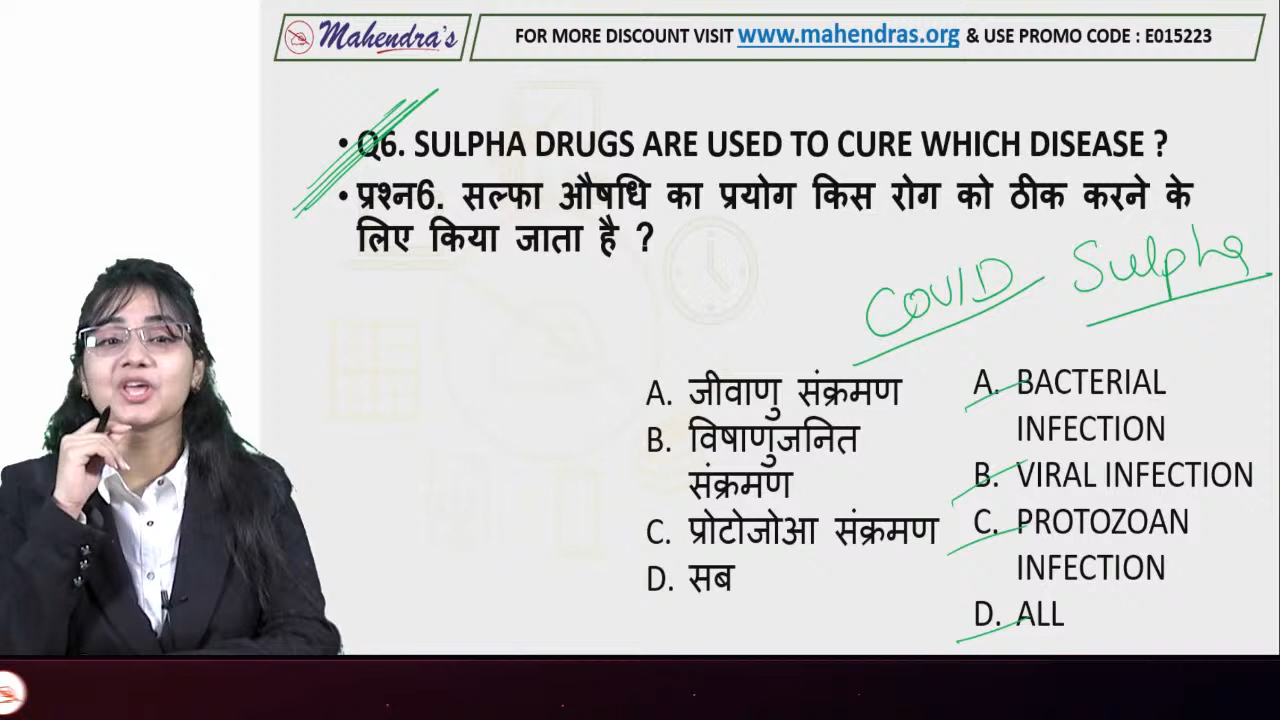 Mahendra's
FOR MORE DISCOUNT VISIT www.mahendras.org & USE PROMO CODE : E015223
• Q6. SULPHA DRUGS ARE USED TO CURE WHICH DISEASE ?
• प्रश्न6. सल्फा औषधि का प्रयोग किस रोग को ठीक करने के
लिए किया जाता है ?
COVID Sulpha
A. जीवाणु संक्रमण
B. विषाणुजनित
संक्रमण
C. प्रोटोजोआ संक्रमण
D. सब
A. BACTERIAL
INFECTION
B. VIRAL INFECTION
C. PROTOZOAN
INFECTION
D. ALL